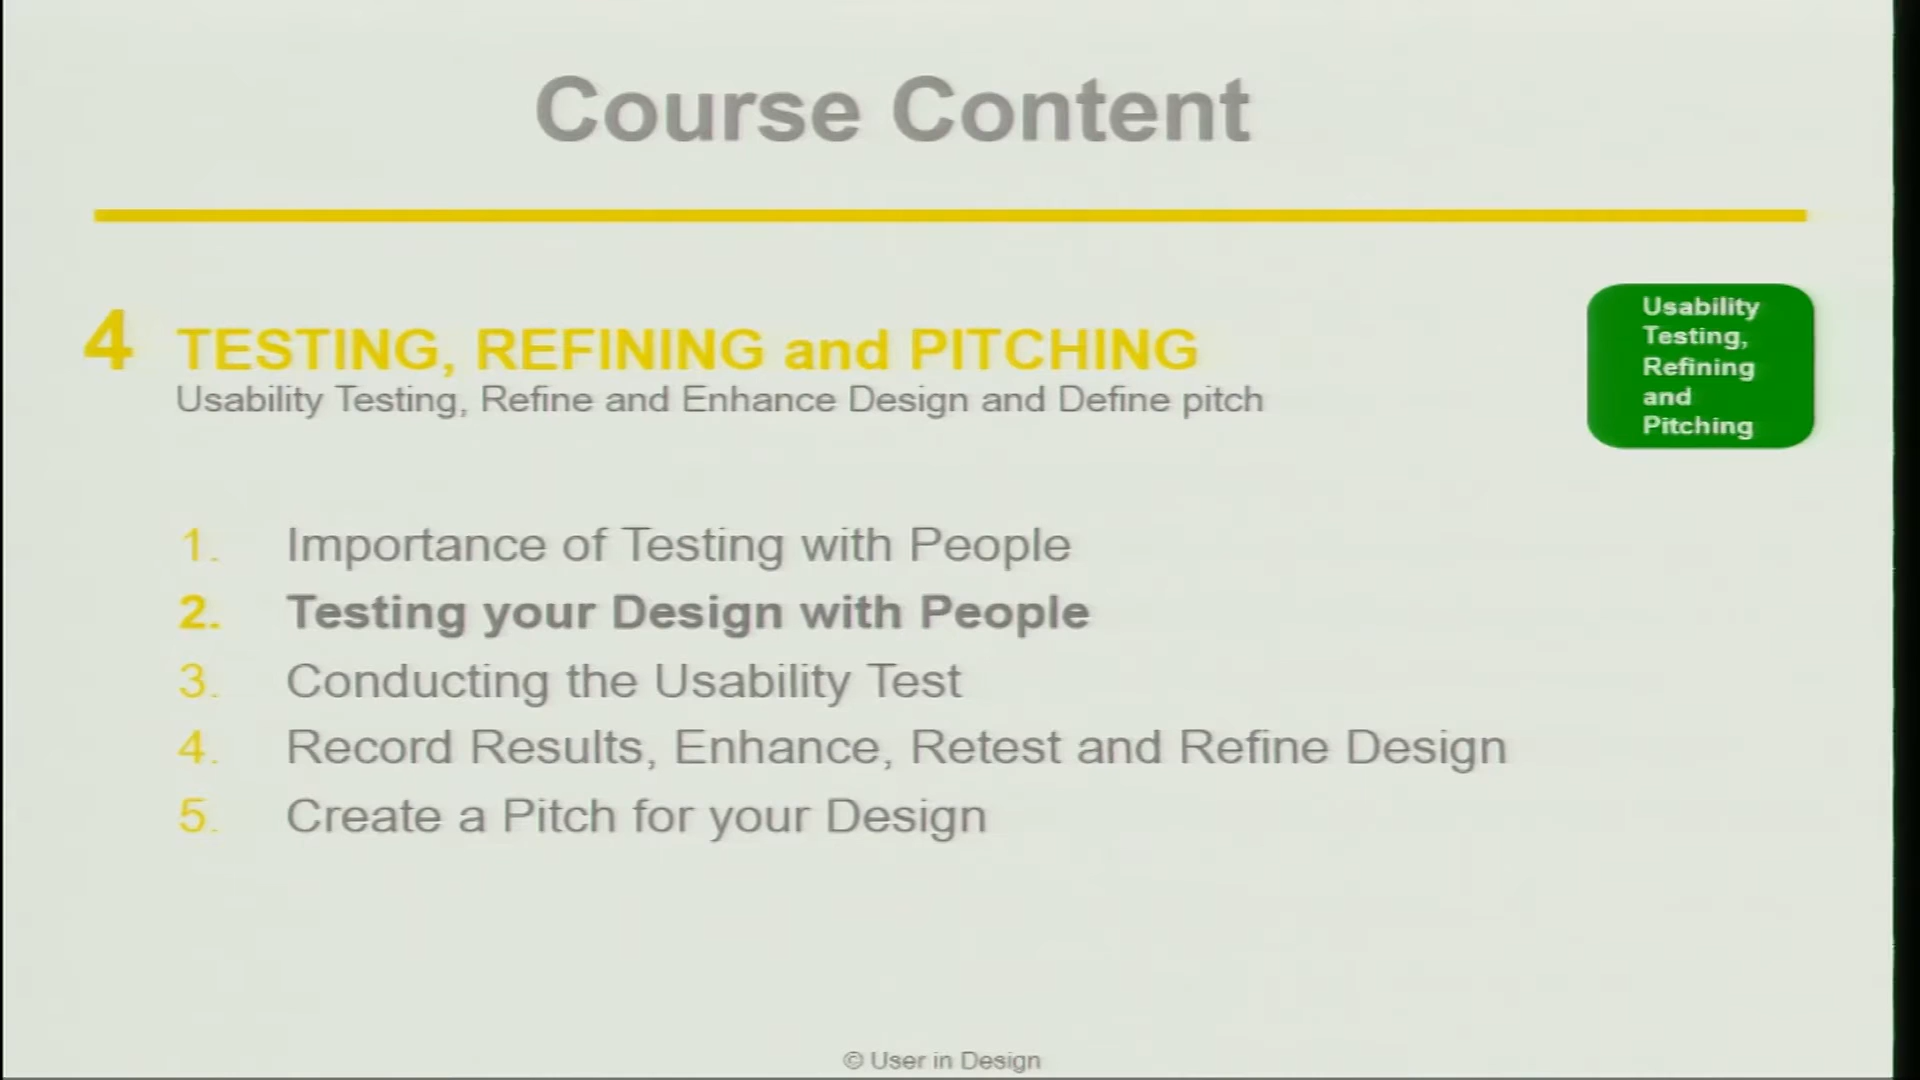 Course Content
4 TESTING, REFINING and PITCHING
Usability Testing, Refine and Enhance Design and Define pitch
Usability
Testing,
Refining
and
Pitching
1. Importance of Testing with People
2. Testing your Design with People
3. Conducting the Usability Test
4. Record Results, Enhance, Retest and Refine Design
5. Create a Pitch for your Design
© User in Design